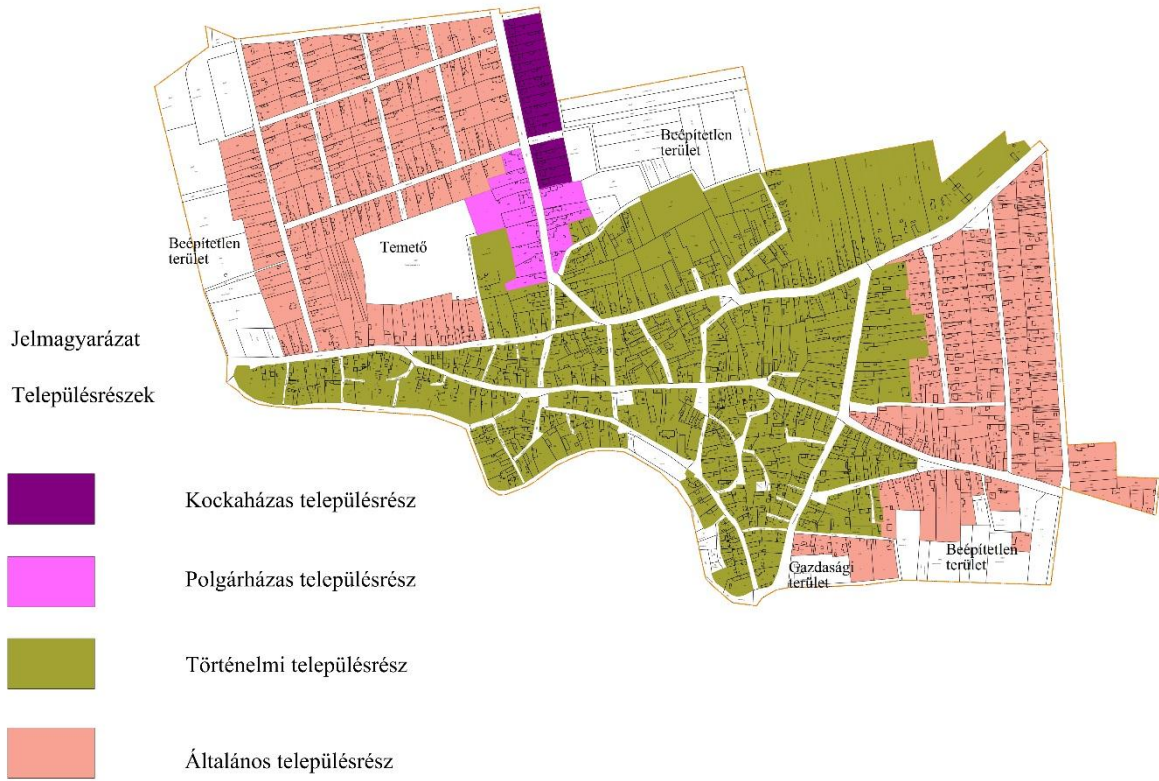 Beépítetlen
terület
Beépítetlen
terület
Temető
Jelmagyarázat
Településrészek
Kockaházas településrész
Beépítetlen
terület
Gazdasági
terület
Polgárházas településrész
Történelmi településrész
Általános településrész